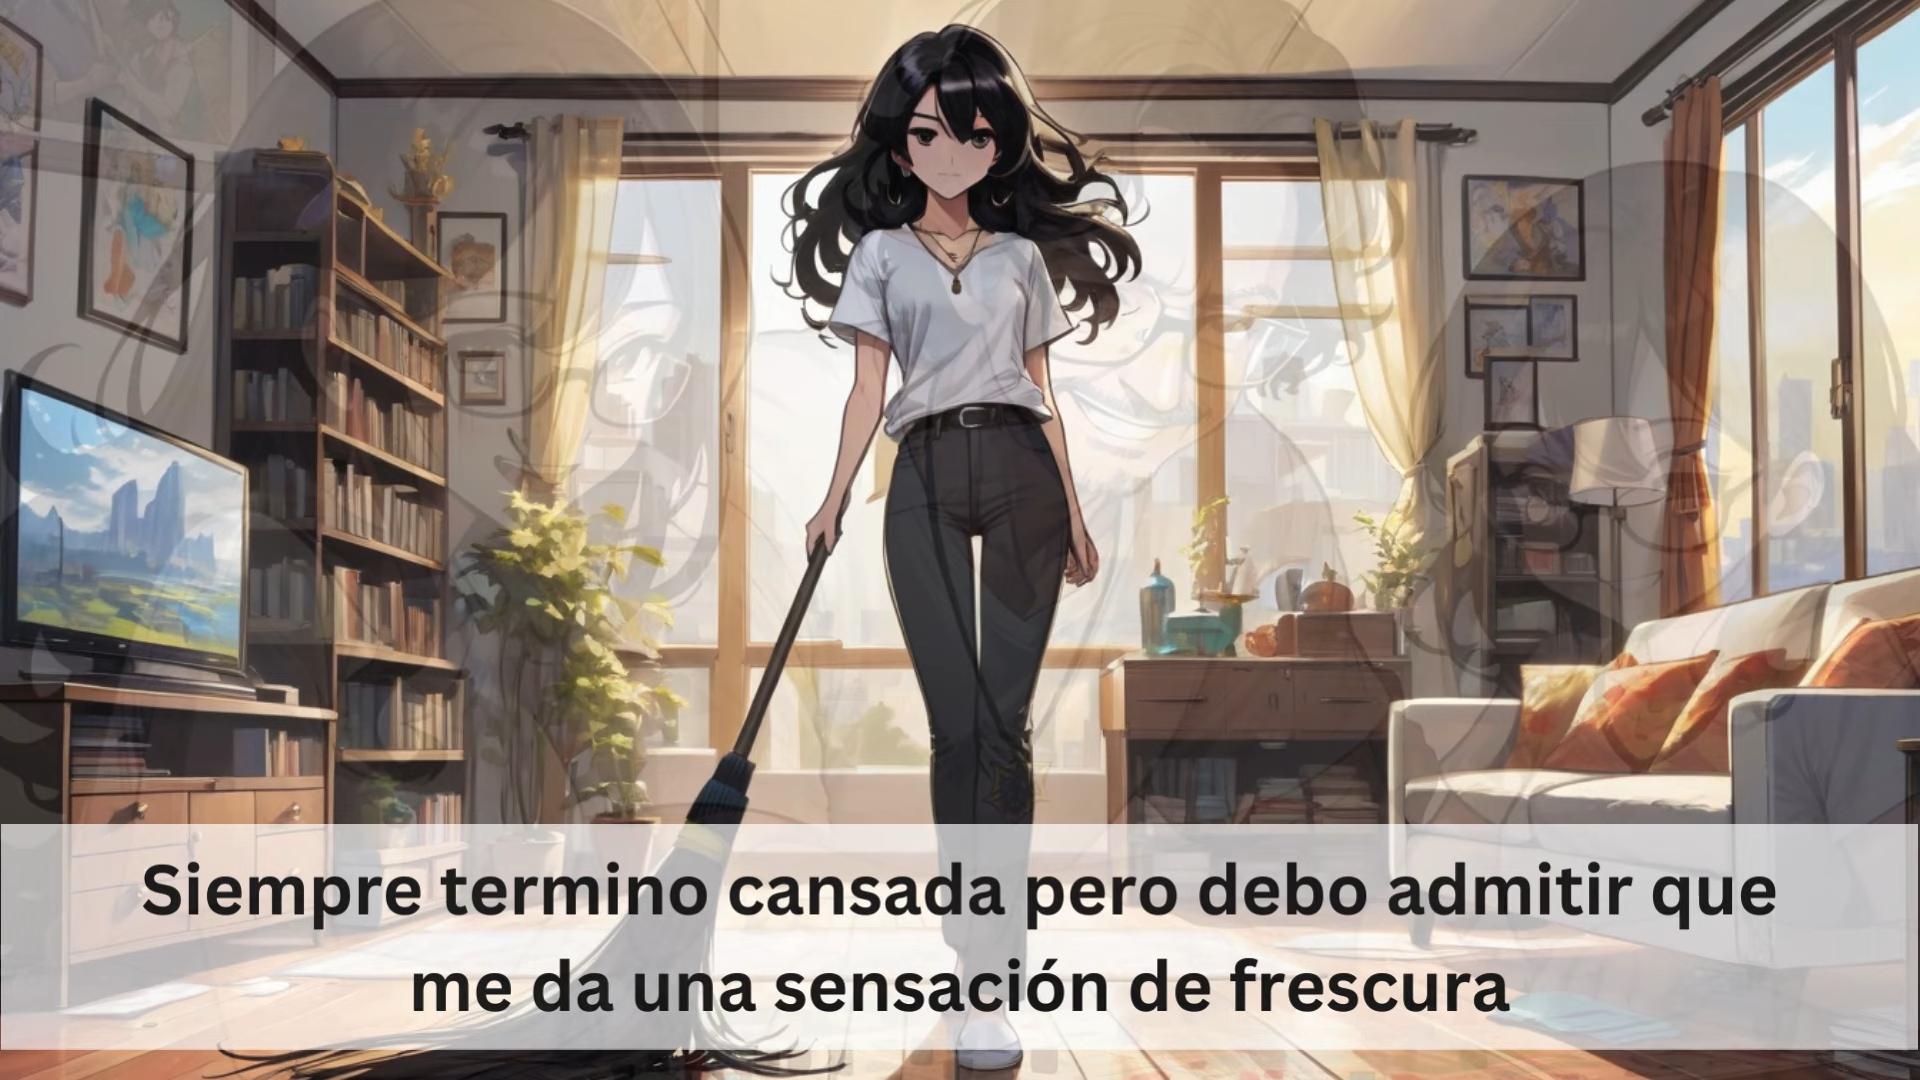 Siempre termino cansada pero debo admitir que
me da una sensación de frescura